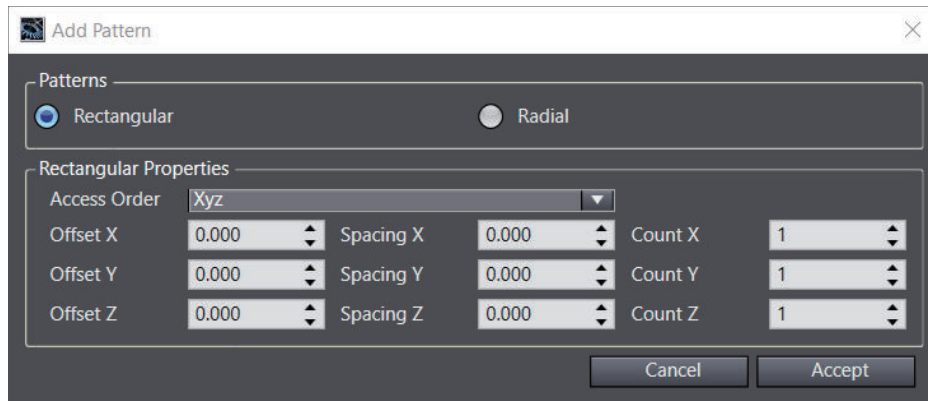 Add Pattern
Patterns
Rectangular Radial
Rectangular Properties
Access Order Xyz
Offset X 0.000 Spacing X 0.000 Count X 1
Offset Y 0.000 Spacing Y 0.000 Count Y 1
Offset Z 0.000 Spacing Z 0.000 Count Z 1
Cancel Accept